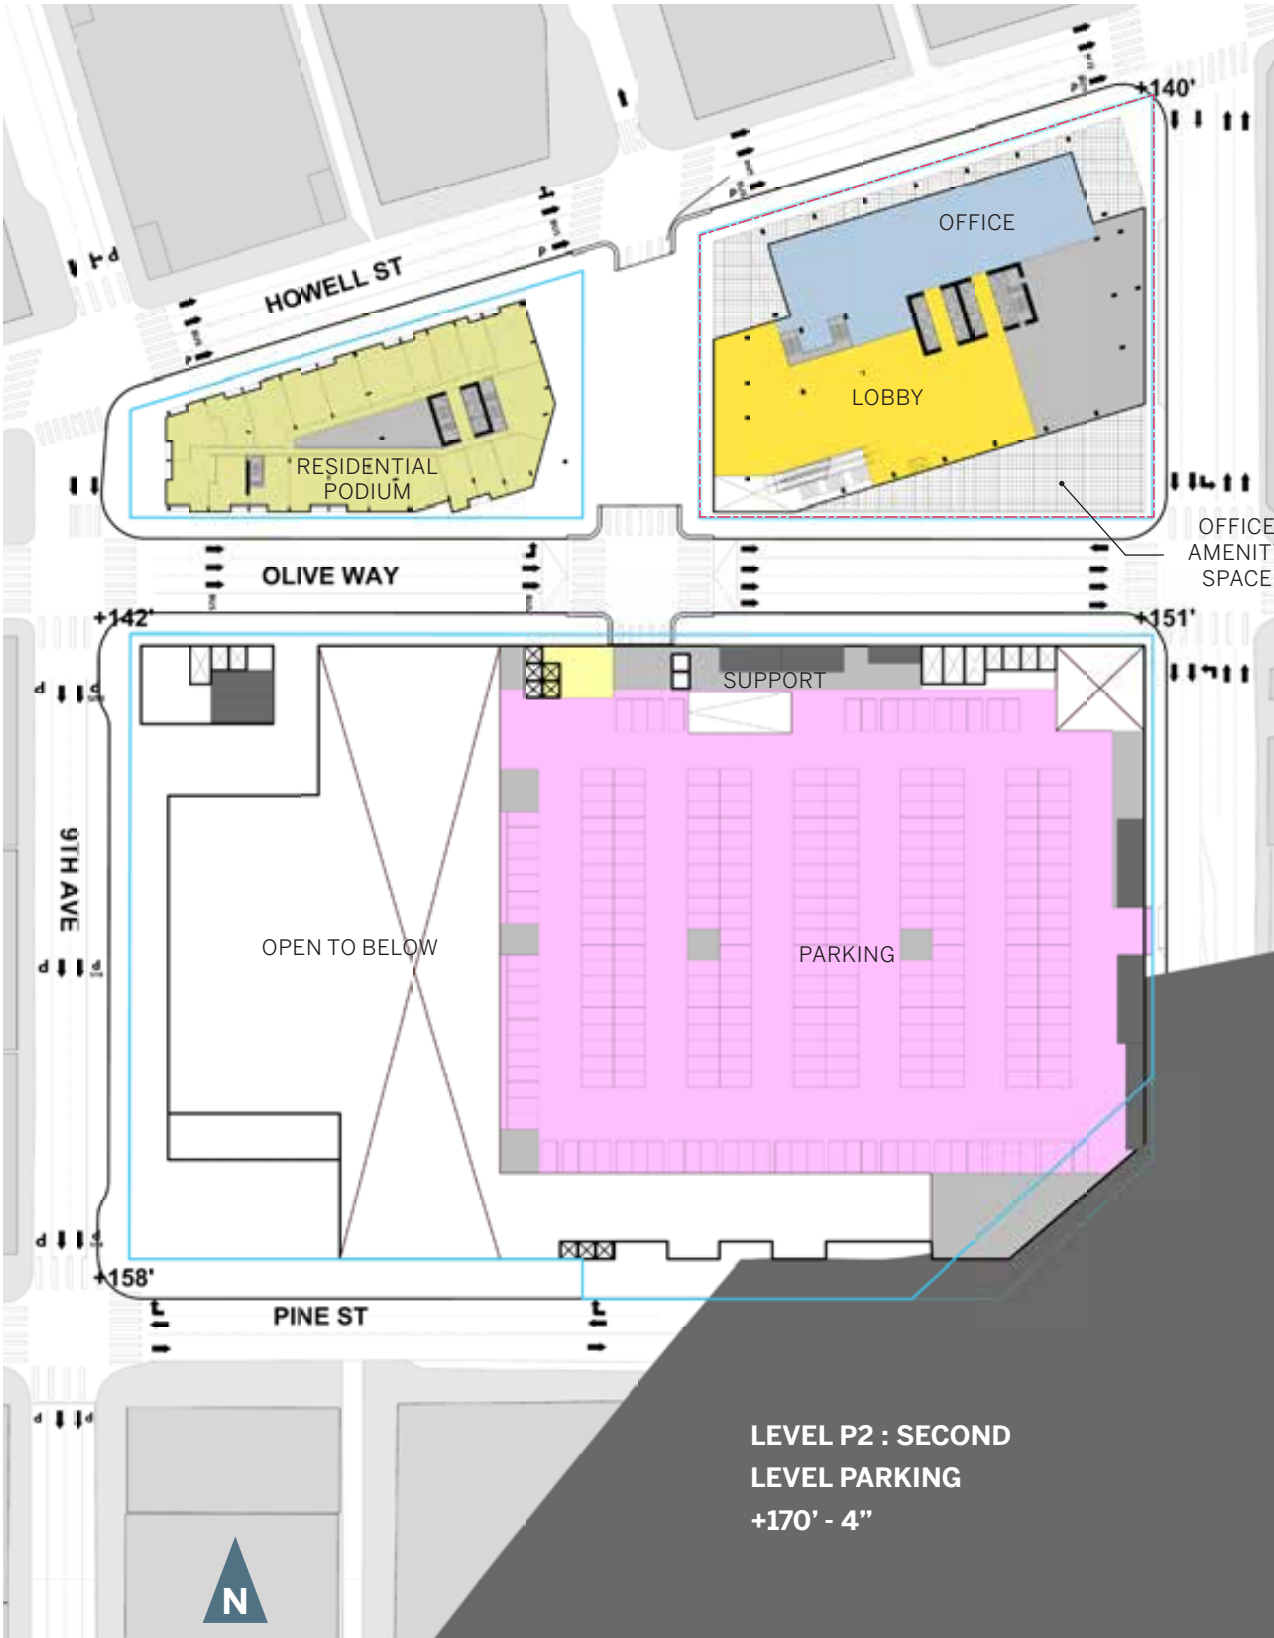 +140'
OFFICE
HOWELL ST
LOBBY
RESIDENTIAL
PODIUM
OFFICE
AMENIT
SPACE
OLIVE WAY
+142'
+151'
SUPPORT
9TH AVE
OPEN TO BELOW
PARKING
+158'
PINE ST
LEVEL P2 : SECOND
LEVEL PARKING
+170' - 4”
N